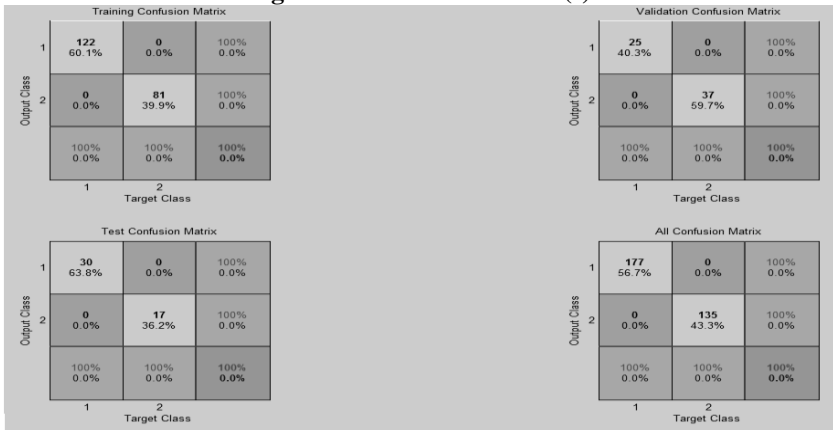 Training Confusion Matrix
1 122 0 100%
60.1% 0.0% 0.0%
2 0 81 100%
0.0% 39.9% 0.0%
100% 100% 100%
0.0% 0.0% 0.0%
1 2
Target Class
Output Class
Validation Confusion Matrix
1 25 0 100%
40.3% 0.0% 0.0%
2 0 37 100%
0.0% 59.7% 0.0%
100% 100% 100%
0.0% 0.0% 0.0%
1 2
Target Class
Output Class
Test Confusion Matrix
1 30 0 100%
63.8% 0.0% 0.0%
2 0 17 100%
0.0% 36.2% 0.0%
100% 100% 100%
0.0% 0.0% 0.0%
1 2
Target Class
Output Class
All Confusion Matrix
1 177 0 100%
56.7% 0.0% 0.0%
2 0 135 100%
0.0% 43.3% 0.0%
100% 100% 100%
0.0% 0.0% 0.0%
1 2
Target Class
Output Class